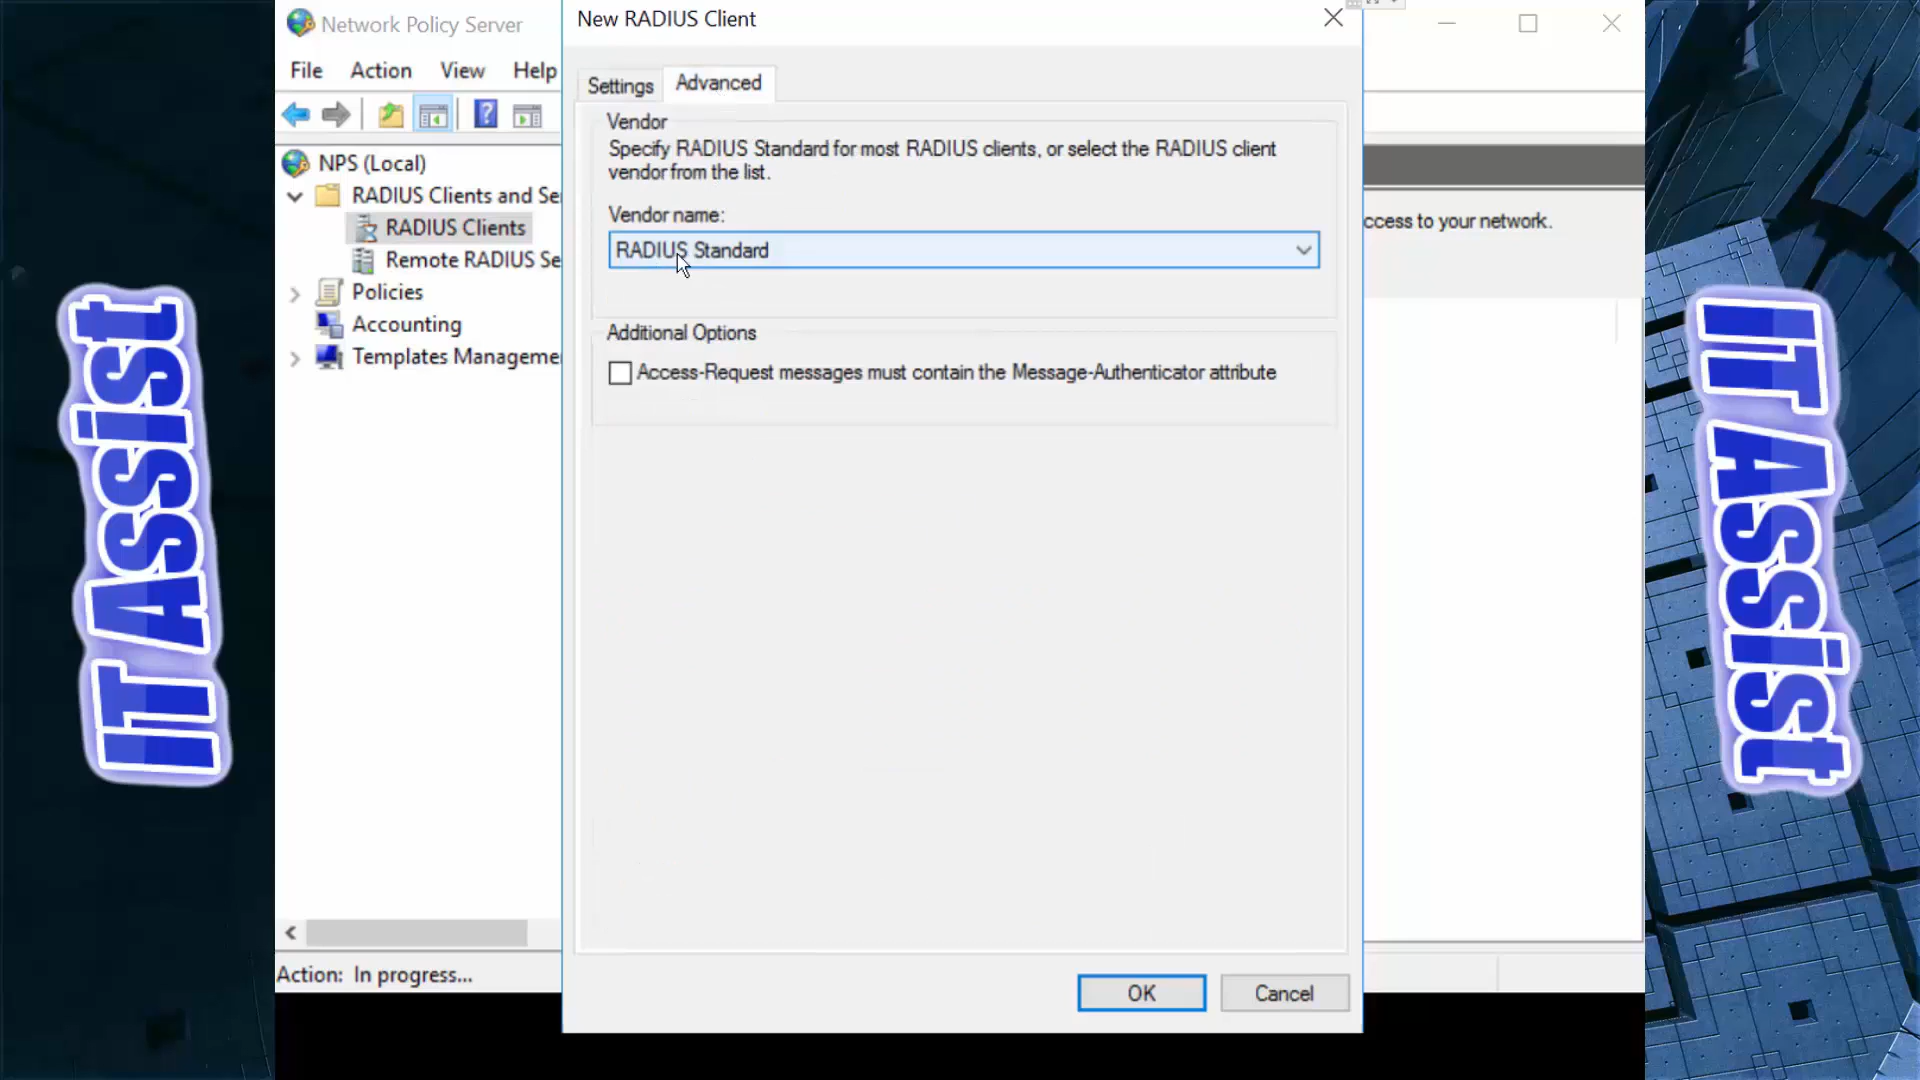 Network Policy Server
File Action View Help
NPS (Local)
RADIUS Clients and Se
RADIUS Clients
Remote RADIUS Se
Policies
Accounting
Templates Manageme
Action: In progress...
New RADIUS Client
Settings Advanced
Vendor
Specify RADIUS Standard for most RADIUS clients, or select the RADIUS client
vendor from the list.
Vendor name:
RADIUS Standard
Additional Options
Access-Request messages must contain the Message-Authenticator attribute
OK Cancel
ccess to your network.
IT Assist
IT Assist